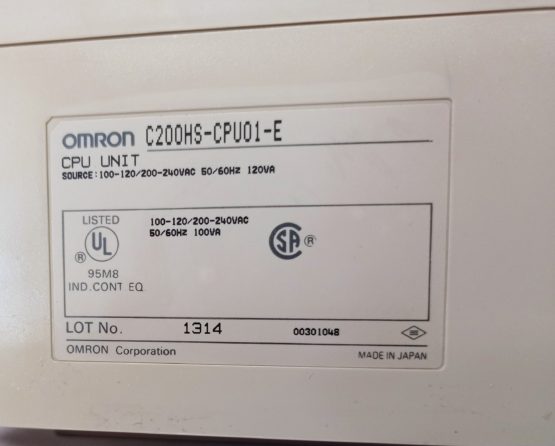 OMRON C200HS-CPU01-E
CPU UNIT
SOURCE:100-120/200-240VAC 50/60HZ 120VA
LISTED
UL
®
95M8
IND.CONT EQ.
100-120/200-240VAC
50/60HZ 100VA
SA ®
LOT No. 1314 00301048
OMRON Corporation MADE IN JAPAN